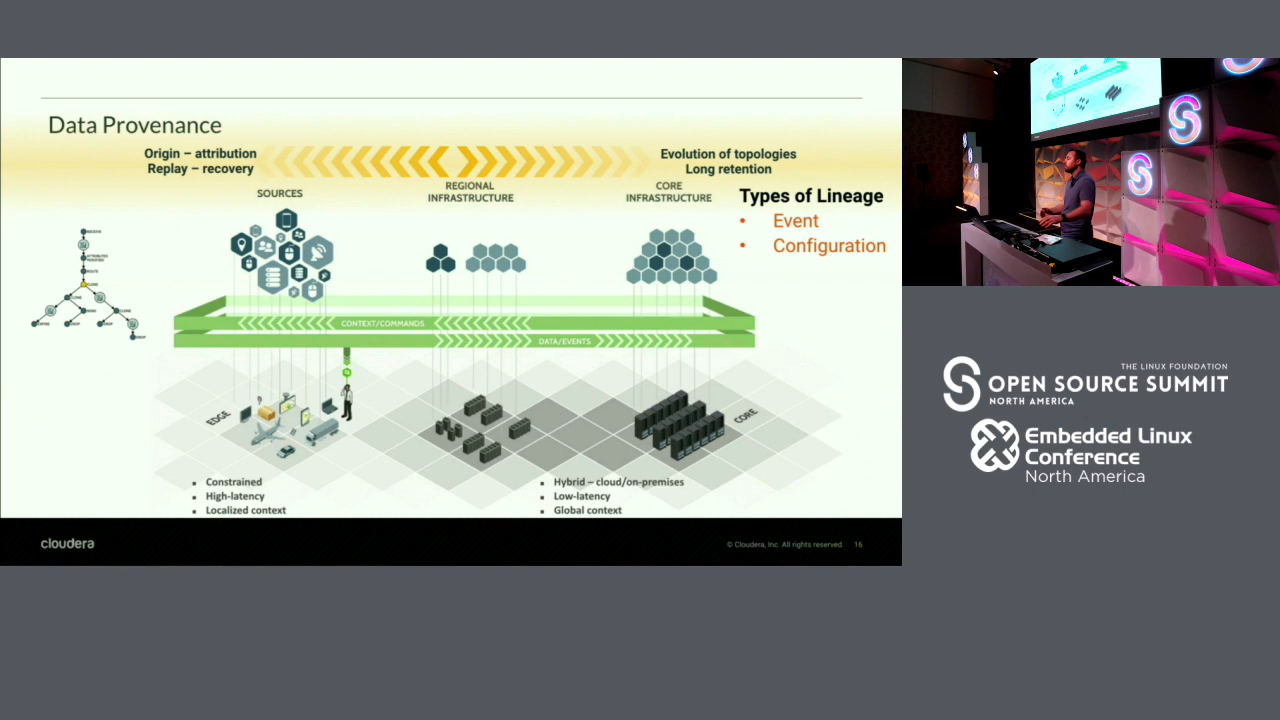 Data Provenance
Origin – attribution
Replay – recovery
Evolution of topologies
Long retention
SOURCES
REGIONAL
INFRASTRUCTURE
CORE
INFRASTRUCTURE
Types of Lineage
• Event
• Configuration
CONTEXT/COMMANDS
DATA/EVENTS
EDGE
CORE
▪ Constrained
▪ High-latency
▪ Localized context
▪ Hybrid – cloud/on-premises
▪ Low-latency
▪ Global context
cloudera
© Cloudera, Inc. All rights reserved. 16
THE LINUX FOUNDATION
OPEN SOURCE SUMMIT
NORTH AMERICA
Embedded Linux
Conference
North America